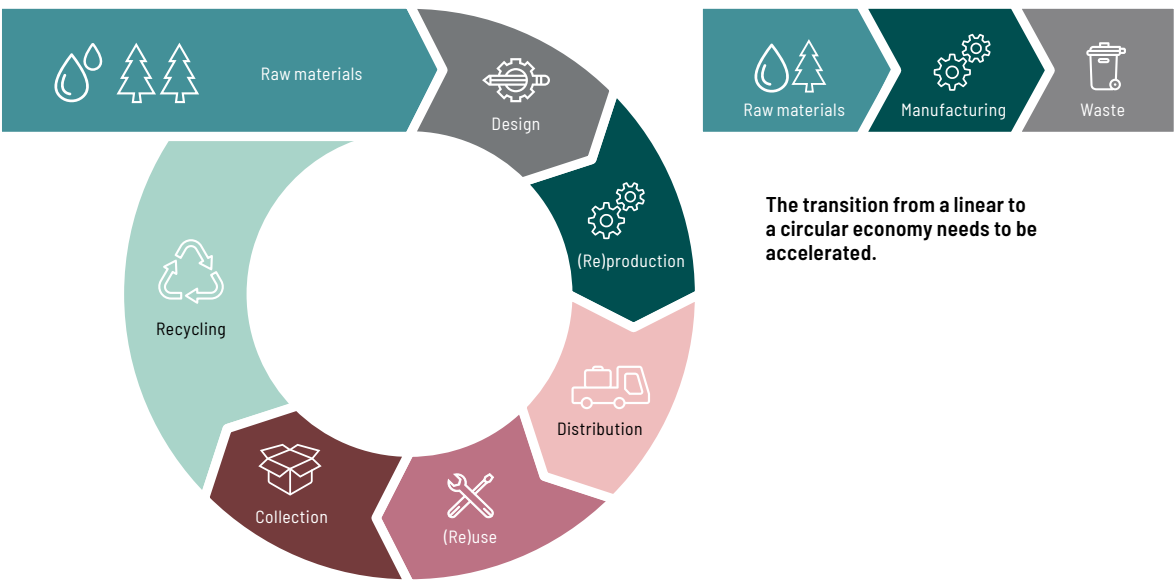 Raw materials
Design
(Re)production
Distribution
(Re)use
Collection
Recycling
Raw materials
Manufacturing
Waste
The transition from a linear to
a circular economy needs to be
accelerated.